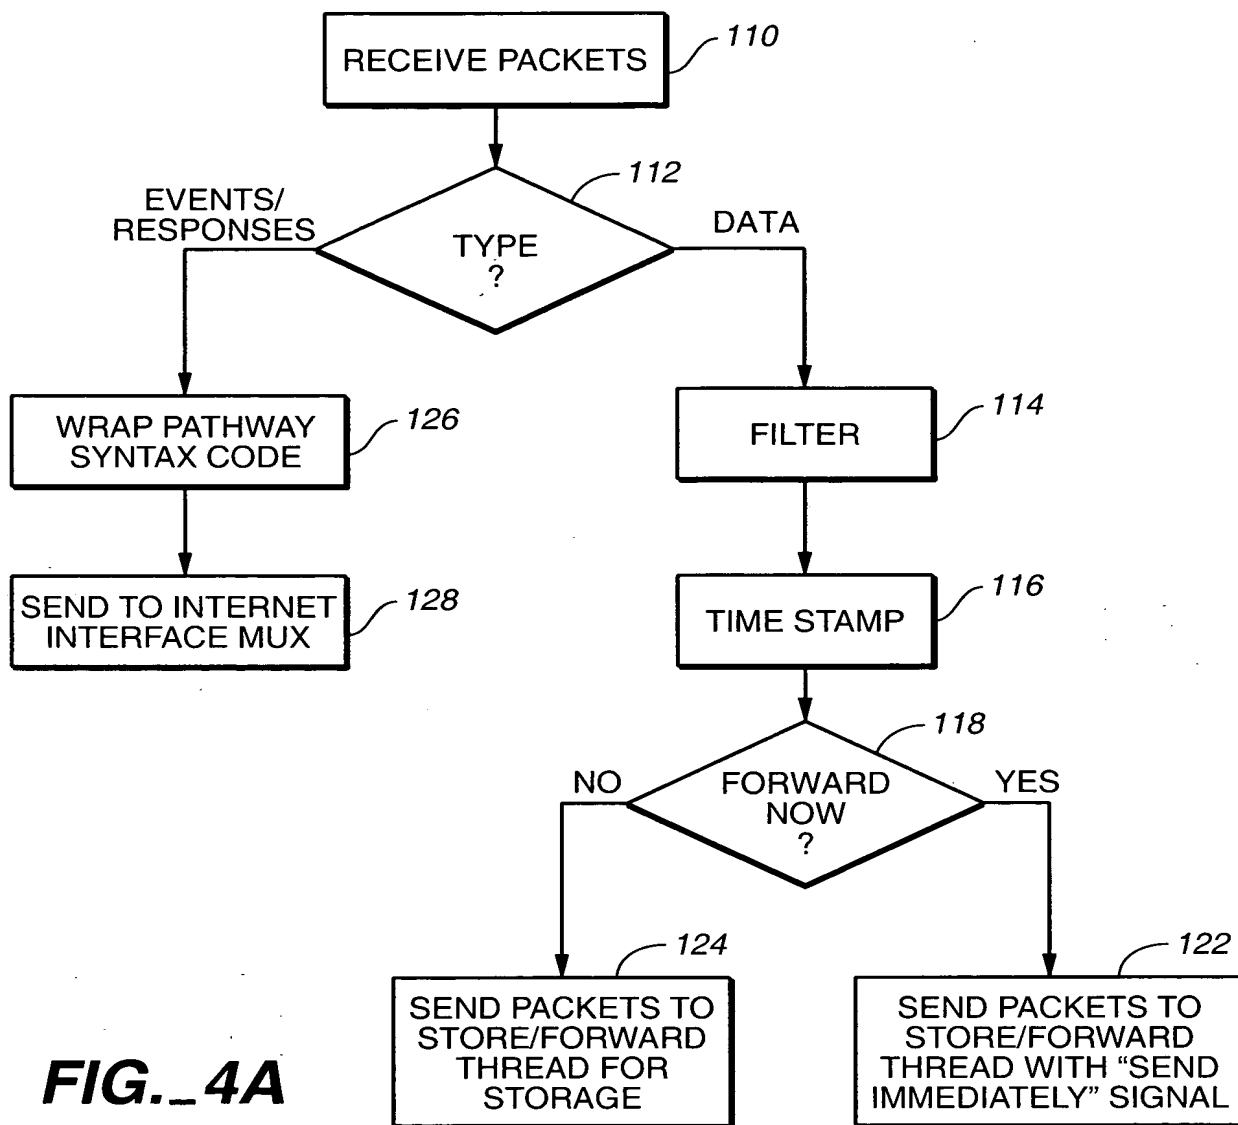 RECEIVE PACKETS
110
112
EVENTS/
RESPONSES
TYPE
?
DATA
WRAP PATHWAY
SYNTAX CODE
126
FILTER
114
SEND TO INTERNET
INTERFACE MUX
128
TIME STAMP
116
118
NO
FORWARD
NOW
?
YES
124
SEND PACKETS TO
STORE/FORWARD
THREAD FOR
STORAGE
122
SEND PACKETS TO
STORE/FORWARD
THREAD WITH “SEND
IMMEDIATELY” SIGNAL
FIG._4A